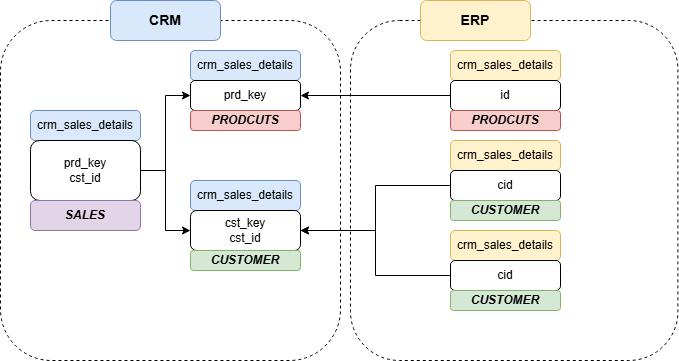 CRM
crm_sales_details
prd_key
cst_id
SALES
crm_sales_details
prd_key
PRODCUTS
crm_sales_details
cst_key
cst_id
CUSTOMER
ERP
crm_sales_details
id
PRODCUTS
crm_sales_details
cid
CUSTOMER
crm_sales_details
cid
CUSTOMER